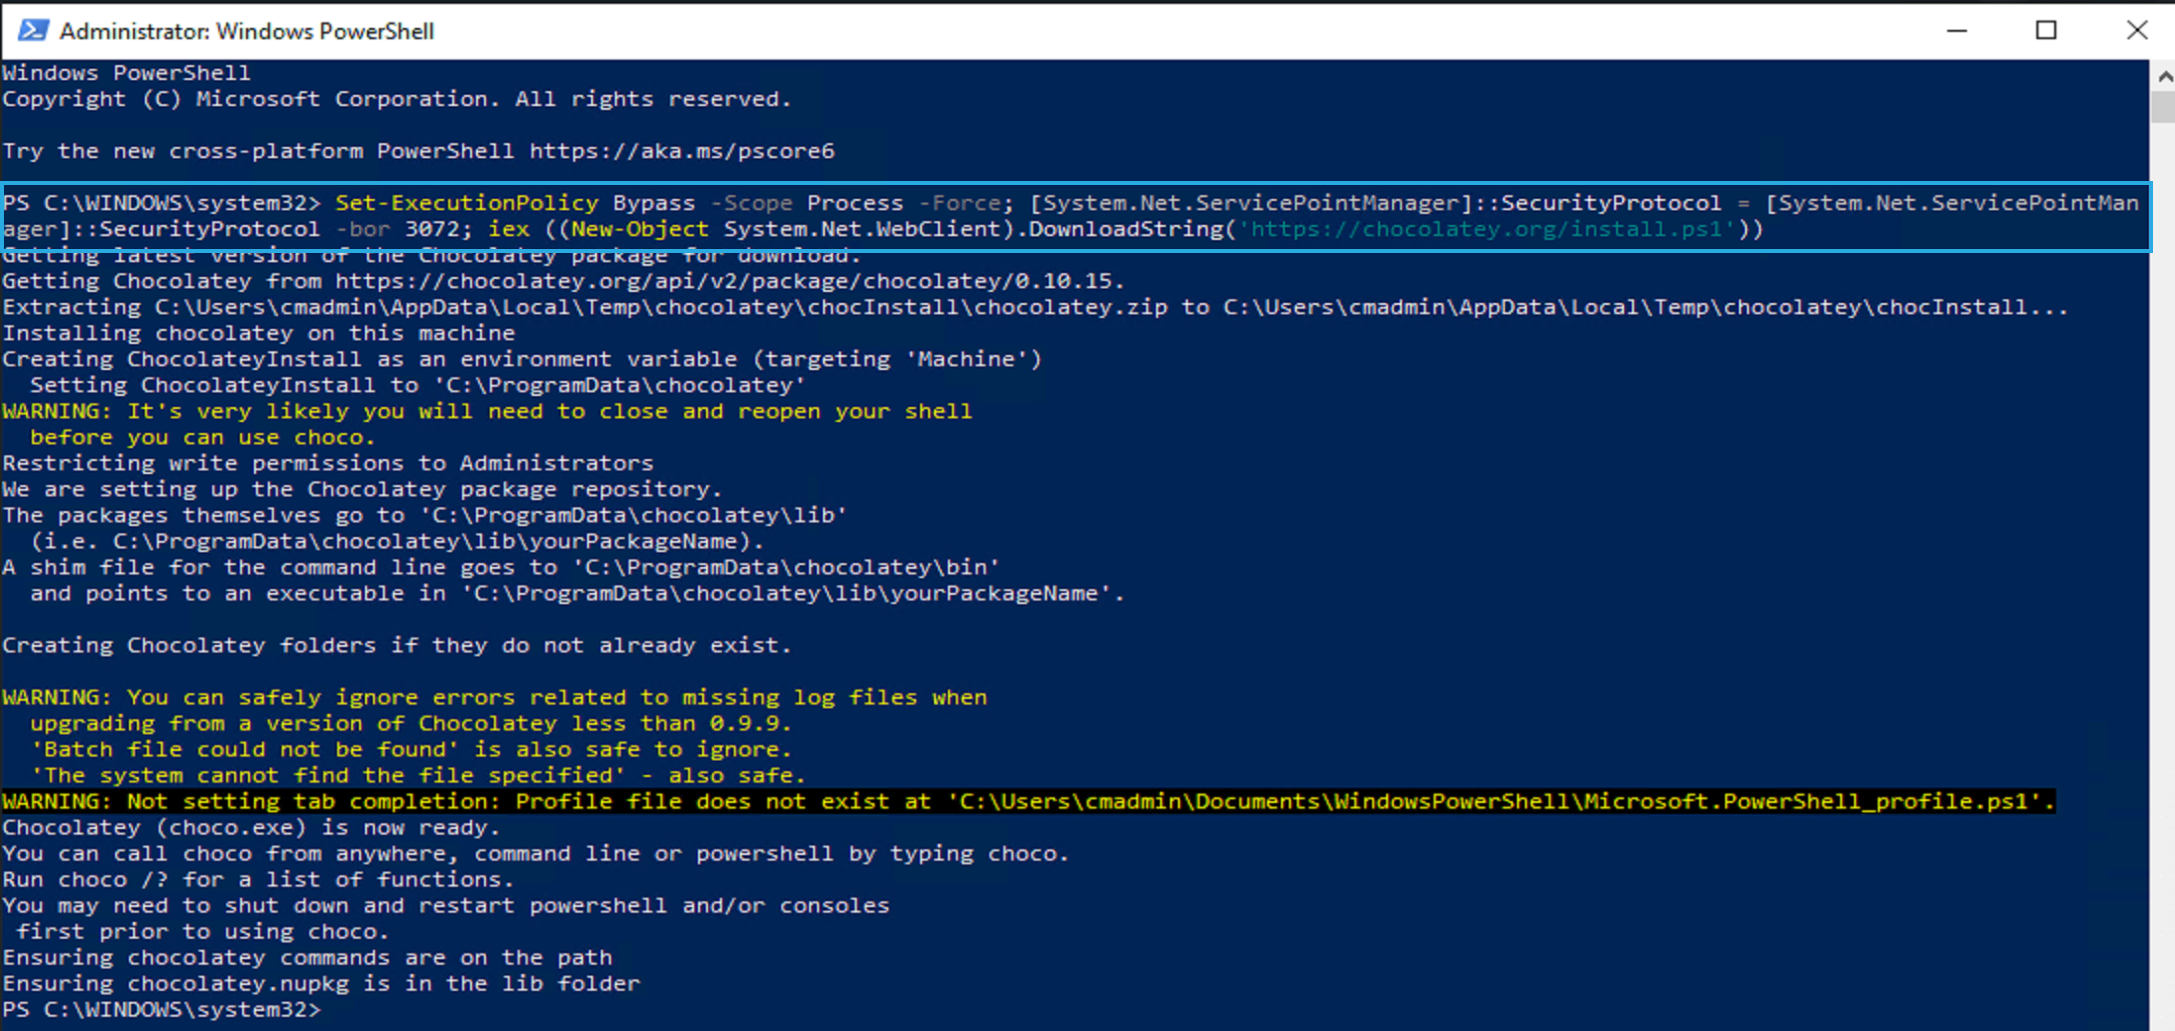 Administrator: Windows PowerShell
Windows PowerShell
Copyright (C) Microsoft Corporation. All rights reserved.
Try the new cross-platform PowerShell https://aka.ms/pscore6
PS C:\WINDOWS\system32> Set-ExecutionPolicy Bypass -Scope Process -Force; [System.Net.ServicePointManager]::SecurityProtocol = [System.Net.ServicePointMan
ager]::SecurityProtocol -bor 3072; iex ((New-Object System.Net.WebClient).DownloadString('https://chocolatey.org/install.ps1'))
Getting latest version of the Chocolatey package for download.
Getting Chocolatey from https://chocolatey.org/api/v2/package/chocolatey/0.10.15.
Extracting C:\Users\cmadmin\AppData\Local\Temp\chocolatey\chocInstall\chocolatey.zip to C:\Users\cmadmin\AppData\Local\Temp\chocolatey\chocInstall...
Installing chocolatey on this machine
Creating ChocolateyInstall as an environment variable (targeting 'Machine')
  Setting ChocolateyInstall to 'C:\ProgramData\chocolatey'
WARNING: It's very likely you will need to close and reopen your shell
  before you can use choco.
Restricting write permissions to Administrators
We are setting up the Chocolatey package repository.
The packages themselves go to 'C:\ProgramData\chocolatey\lib'
  (i.e. C:\ProgramData\chocolatey\lib\yourPackageName).
A shim file for the command line goes to 'C:\ProgramData\chocolatey\bin'
  and points to an executable in 'C:\ProgramData\chocolatey\lib\yourPackageName'.
Creating Chocolatey folders if they do not already exist.
WARNING: You can safely ignore errors related to missing log files when
  upgrading from a version of Chocolatey less than 0.9.9.
  'Batch file could not be found' is also safe to ignore.
  'The system cannot find the file specified' - also safe.
WARNING: Not setting tab completion: Profile file does not exist at 'C:\Users\cmadmin\Documents\WindowsPowerShell\Microsoft.PowerShell_profile.ps1'.
Chocolatey (choco.exe) is now ready.
You can call choco from anywhere, command line or powershell by typing choco.
Run choco /? for a list of functions.
You may need to shut down and restart powershell and/or consoles
 first prior to using choco.
Ensuring chocolatey commands are on the path
Ensuring chocolatey.nupkg is in the lib folder
PS C:\WINDOWS\system32>